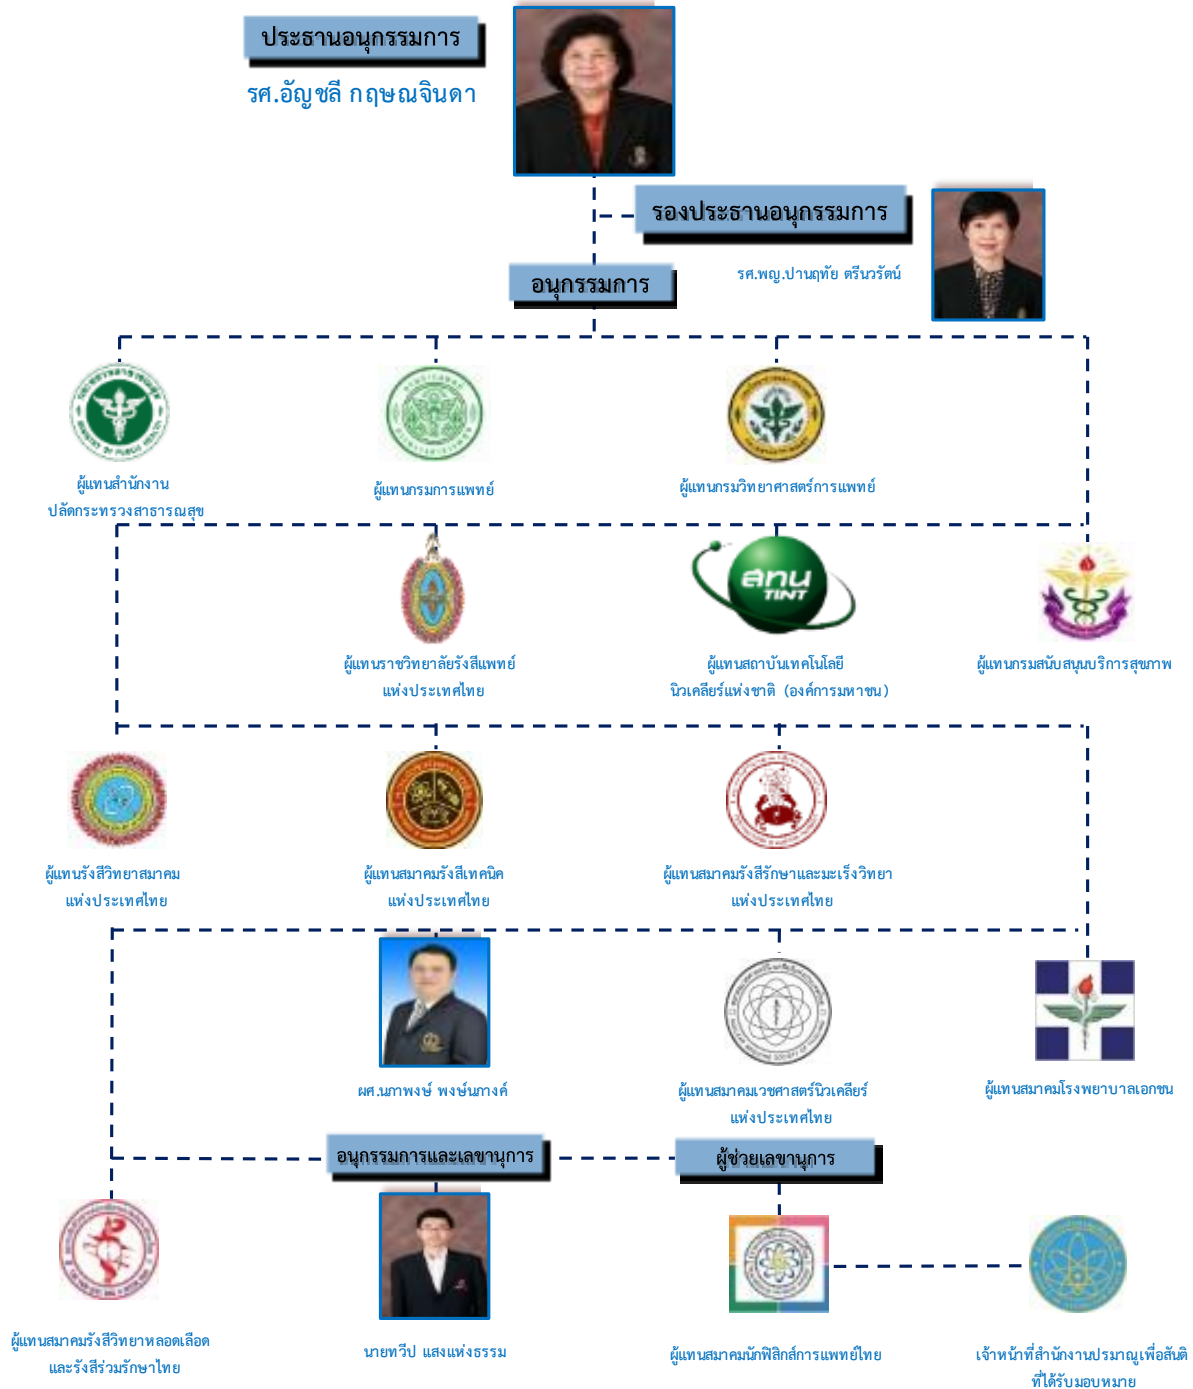 ประธานอนุกรรมการ
รศ.อัญชลี กฤษณจินดา
รองประธานอนุกรรมการ
รศ.พญ.ปานฤทัย ตรีนวรัตน์
อนุกรรมการ
ผู้แทนสำนักงาน
ปลัดกระทรวงสาธารณสุข
ผู้แทนกรมการแพทย์
ผู้แทนกรมวิทยาศาสตร์การแพทย์
สทน
TINT
ผู้แทนราชวิทยาลัยรังสีแพทย์
แห่งประเทศไทย
ผู้แทนสถาบันเทคโนโลยี
นิวเคลียร์แห่งชาติ (องค์การมหาชน)
ผู้แทนกรมสนับสนุนบริการสุขภาพ
ผู้แทนรังสีวิทยาสมาคม
แห่งประเทศไทย
ผู้แทนสมาคมรังสีเทคนิค
แห่งประเทศไทย
ผู้แทนสมาคมรังสีรักษาและมะเร็งวิทยา
แห่งประเทศไทย
ผศ.นภาพงษ์ พงษ์นภางค์
ผู้แทนสมาคมเวชศาสตร์นิวเคลียร์
แห่งประเทศไทย
ผู้แทนสมาคมโรงพยาบาลเอกชน
อนุกรรมการและเลขานุการ
ผู้ช่วยเลขานุการ
ผู้แทนสมาคมรังสีวิทยาหลอดเลือด
และรังสีร่วมรักษาไทย
นายทวีป แสงแห่งธรรม
ผู้แทนสมาคมนักฟิสิกส์การแพทย์ไทย
เจ้าหน้าที่สำนักงานปรมาณูเพื่อสันติ
ที่ได้รับมอบหมาย